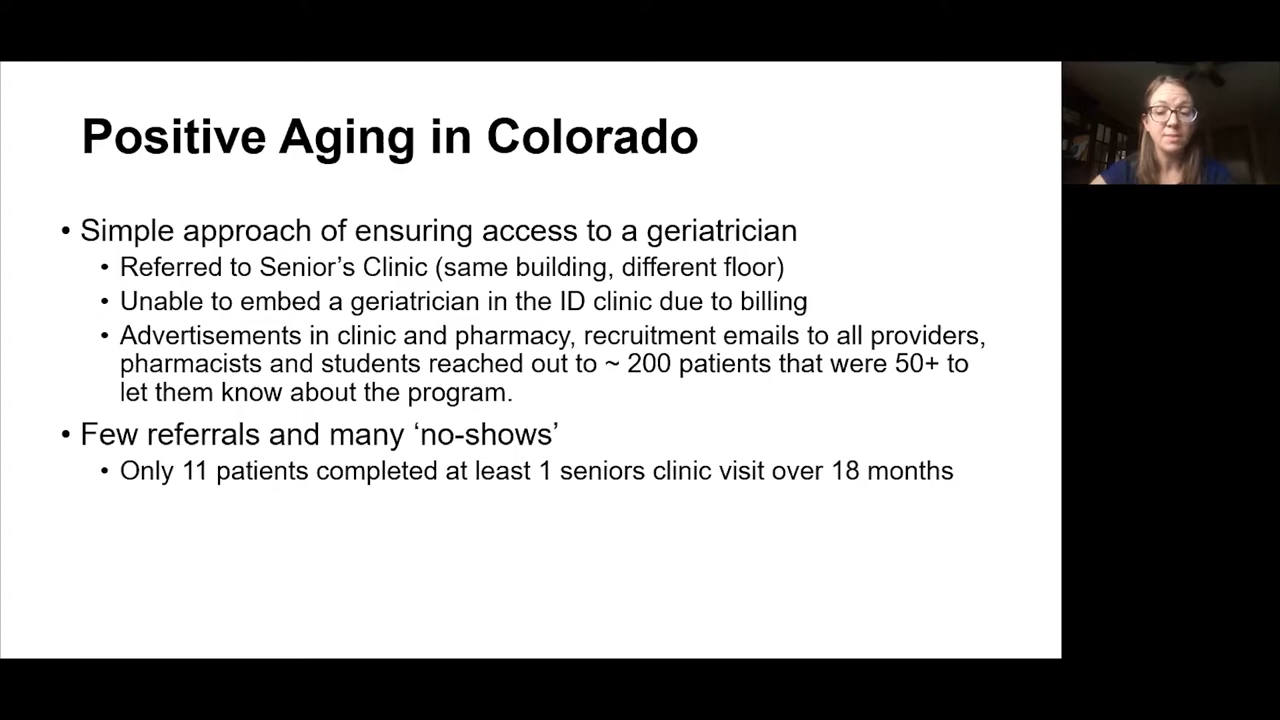 Positive Aging in Colorado
• Simple approach of ensuring access to a geriatrician
• Referred to Senior’s Clinic (same building, different floor)
• Unable to embed a geriatrician in the ID clinic due to billing
• Advertisements in clinic and pharmacy, recruitment emails to all providers,
pharmacists and students reached out to ~ 200 patients that were 50+ to
let them know about the program.
• Few referrals and many ‘no-shows’
• Only 11 patients completed at least 1 seniors clinic visit over 18 months